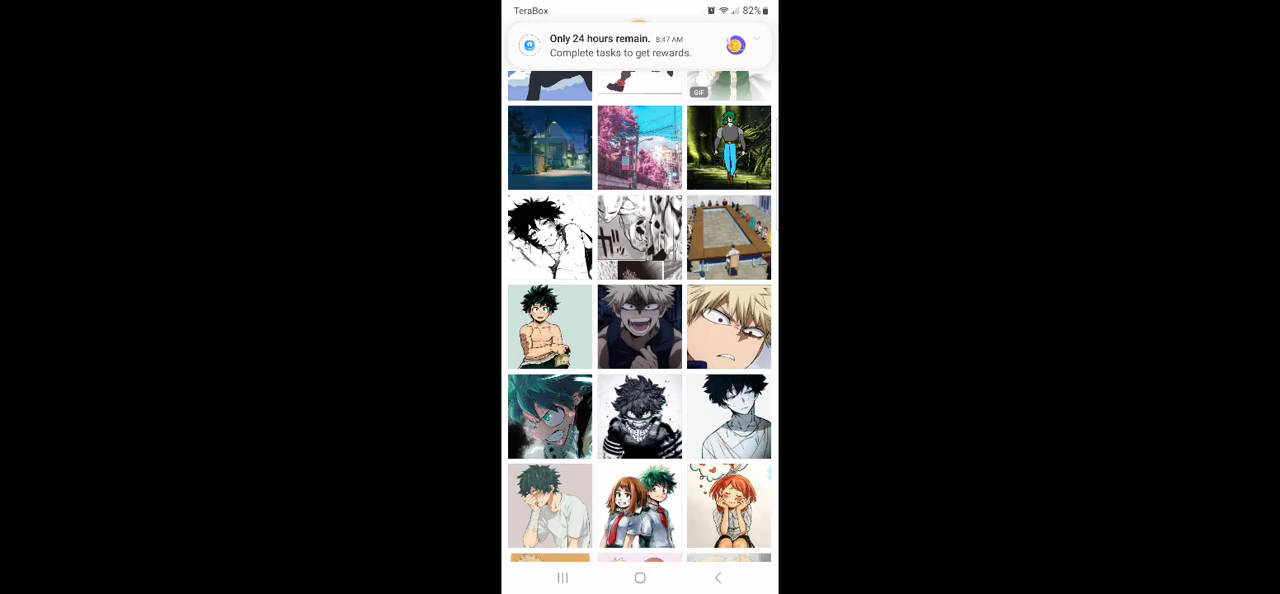 TeraBox
82%
Only 24 hours remain. 8:47 AM
Complete tasks to get rewards.
GIF